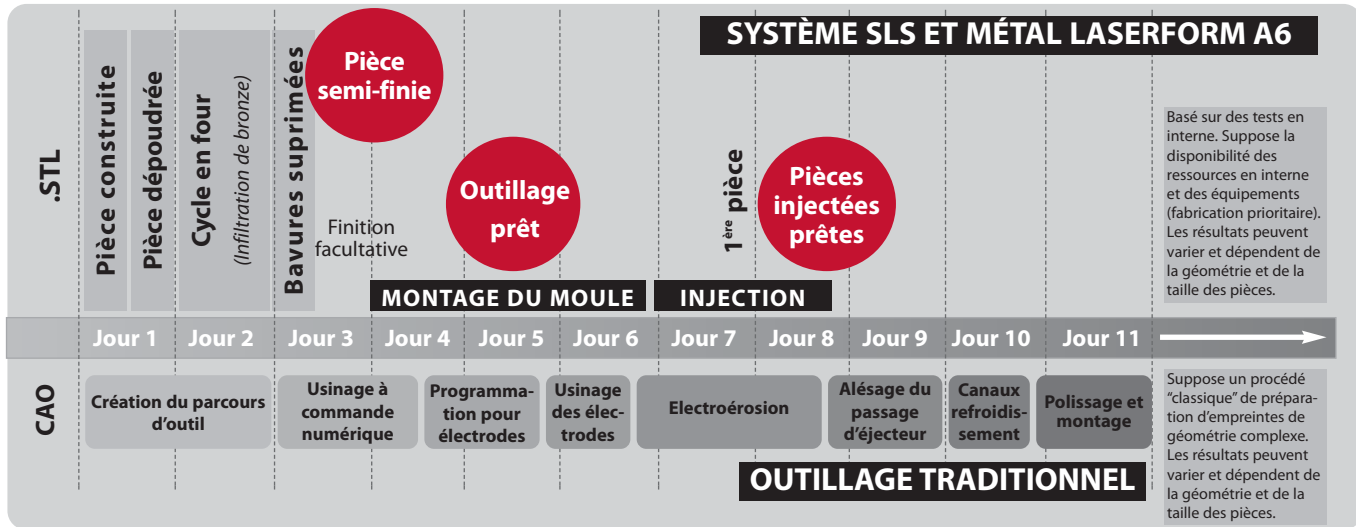 SYSTÈME SLS ET MÉTAL LASERFORM A6
.STL
Pièce construite
Pièce dépoudrée
Cycle en four
(Infiltration de bronze)
Bavures suprimées
Pièce
semi-finie
Finition
facultative
Outillage
prêt
1ère pièce
Pièces
injectées
prêtes
MONTAGE DU MOULE
INJECTION
Basé sur des tests en
interne. Suppose la
disponibilité des
ressources en interne
et des équipements
(fabrication prioritaire).
Les résultats peuvent
varier et dépendent de
la géométrie et de la
taille des pièces.
Jour 1
Jour 2
Jour 3
Jour 4
Jour 5
Jour 6
Jour 7
Jour 8
Jour 9
Jour 10
Jour 11
CAO
Création du parcours
d’outil
Usinage à
commande
numérique
Programma-
tion pour
électrodes
Usinage
des élec-
trodes
Electroérosion
Alésage du
passage
d’éjecteur
Canaux
refroidis-
sement
Polissage et
montage
Suppose un procédé
“classique” de prépara-
tion d’empreintes de
géométrie complexe.
Les résultats peuvent
varier et dépendent de
la géométrie et de la
taille des pièces.
OUTILLAGE TRADITIONNEL